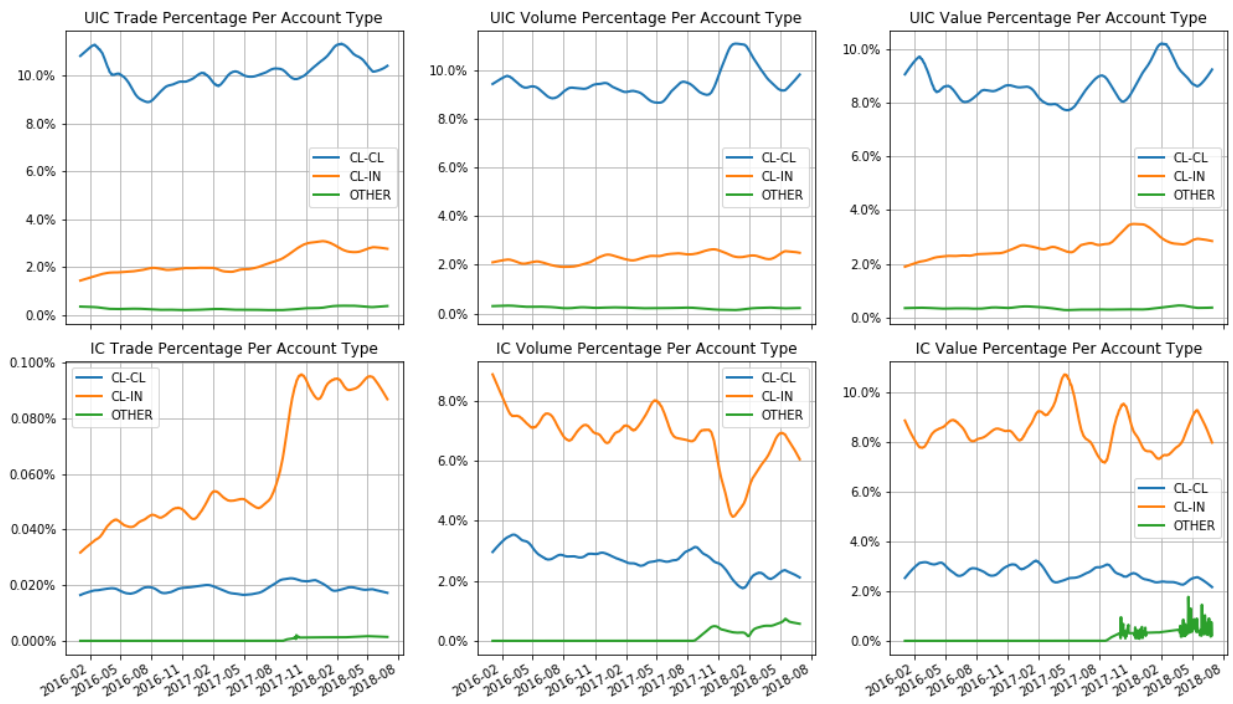 UIC Trade Percentage Per Account Type
10.0%
8.0%
6.0%
4.0%
2.0%
0.0%
CL-CL
CL-IN
OTHER
UIC Volume Percentage Per Account Type
10.0%
8.0%
6.0%
4.0%
2.0%
0.0%
CL-CL
CL-IN
OTHER
UIC Value Percentage Per Account Type
10.0%
8.0%
6.0%
4.0%
2.0%
0.0%
CL-CL
CL-IN
OTHER
IC Trade Percentage Per Account Type
0.100%
0.080%
0.060%
0.040%
0.020%
0.000%
CL-CL
CL-IN
OTHER
2016-02
2016-05
2016-08
2016-11
2017-02
2017-05
2017-08
2017-11
2018-02
2018-05
2018-08
IC Volume Percentage Per Account Type
8.0%
6.0%
4.0%
2.0%
0.0%
CL-CL
CL-IN
OTHER
2016-02
2016-05
2016-08
2016-11
2017-02
2017-05
2017-08
2017-11
2018-02
2018-05
2018-08
IC Value Percentage Per Account Type
10.0%
8.0%
6.0%
4.0%
2.0%
0.0%
CL-CL
CL-IN
OTHER
2016-02
2016-05
2016-08
2016-11
2017-02
2017-05
2017-08
2017-11
2018-02
2018-05
2018-08